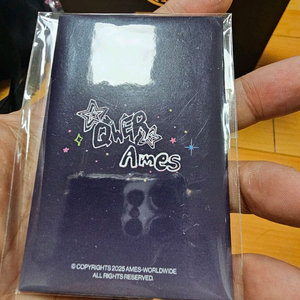 QWER
Ames
© COPYRIGHTS 2025 AMES-WORLDWIDE
ALL RIGHTS RESERVED.